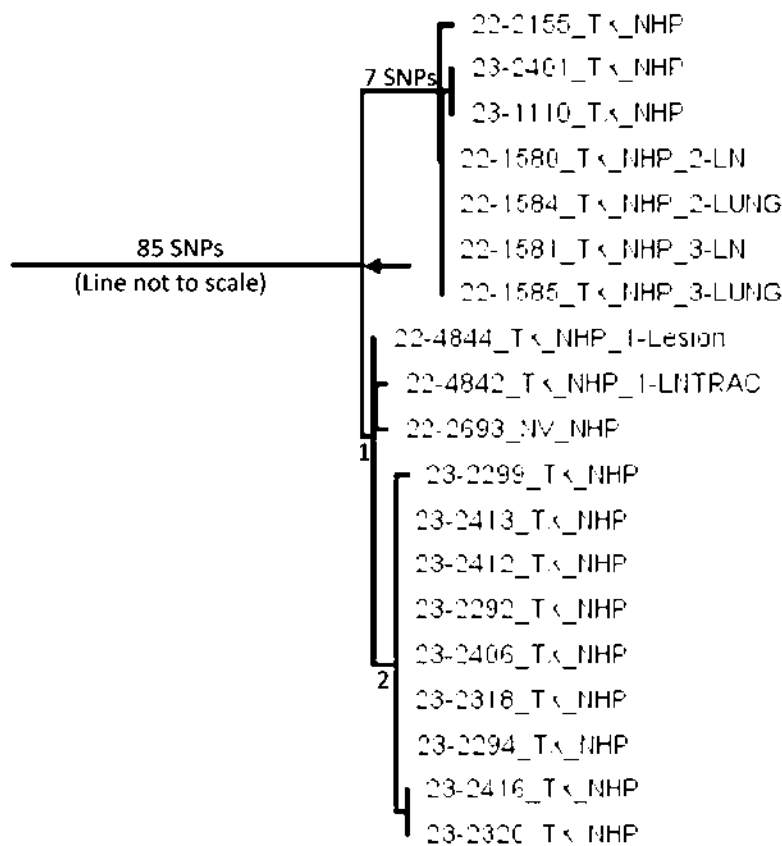 22-2155_TX_NHP
7 SNPs
23-2401_TX_NHP
23-1110_TX_NHP
22-1580_TX_NHP_2-LN
22-1584_TX_NHP_2-LUNG
85 SNPs
22-1581_TX_NHP_3-LN
(Line not to scale)
22-1585_TX_NHP_3-LUNG
22-4844_TX_NHP_1-Lesion
22-4842_TX_NHP_1-LNTRAC
22-2693_NV_NHP
1
23-2299_TX_NHP
23-2413_TX_NHP
23-2412_TX_NHP
23-2292_TX_NHP
23-2406_TX_NHP
2
23-2318_TX_NHP
23-2294_TX_NHP
23-2416_TX_NHP
23-2320_TX_NHP